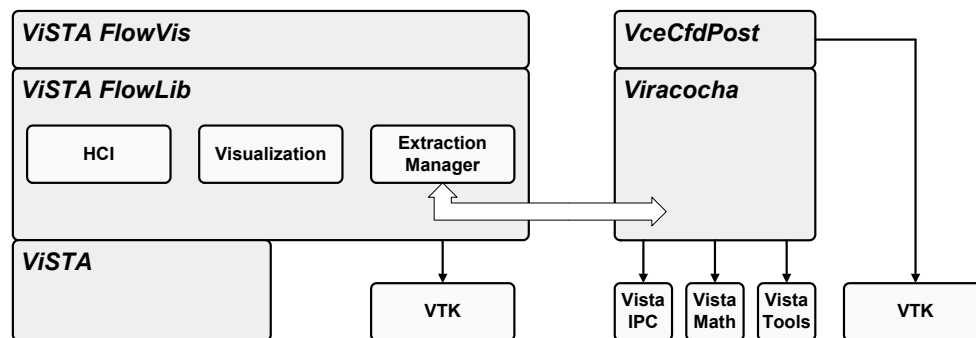 ViSTA FlowVis
VceCfdPost
ViSTA FlowLib
Viracocha
HCI
Visualization
Extraction
Manager
ViSTA
VTK
Vista
IPC
Vista
Math
Vista
Tools
VTK